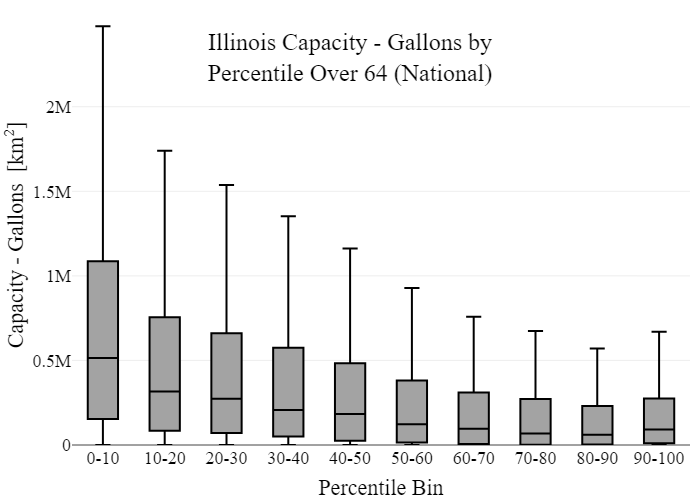 Illinois Capacity - Gallons by
Percentile Over 64 (National)
Capacity - Gallons [km²]
2M
1.5M
1M
0.5M
0
0-10 10-20 20-30 30-40 40-50 50-60 60-70 70-80 80-90 90-100
Percentile Bin